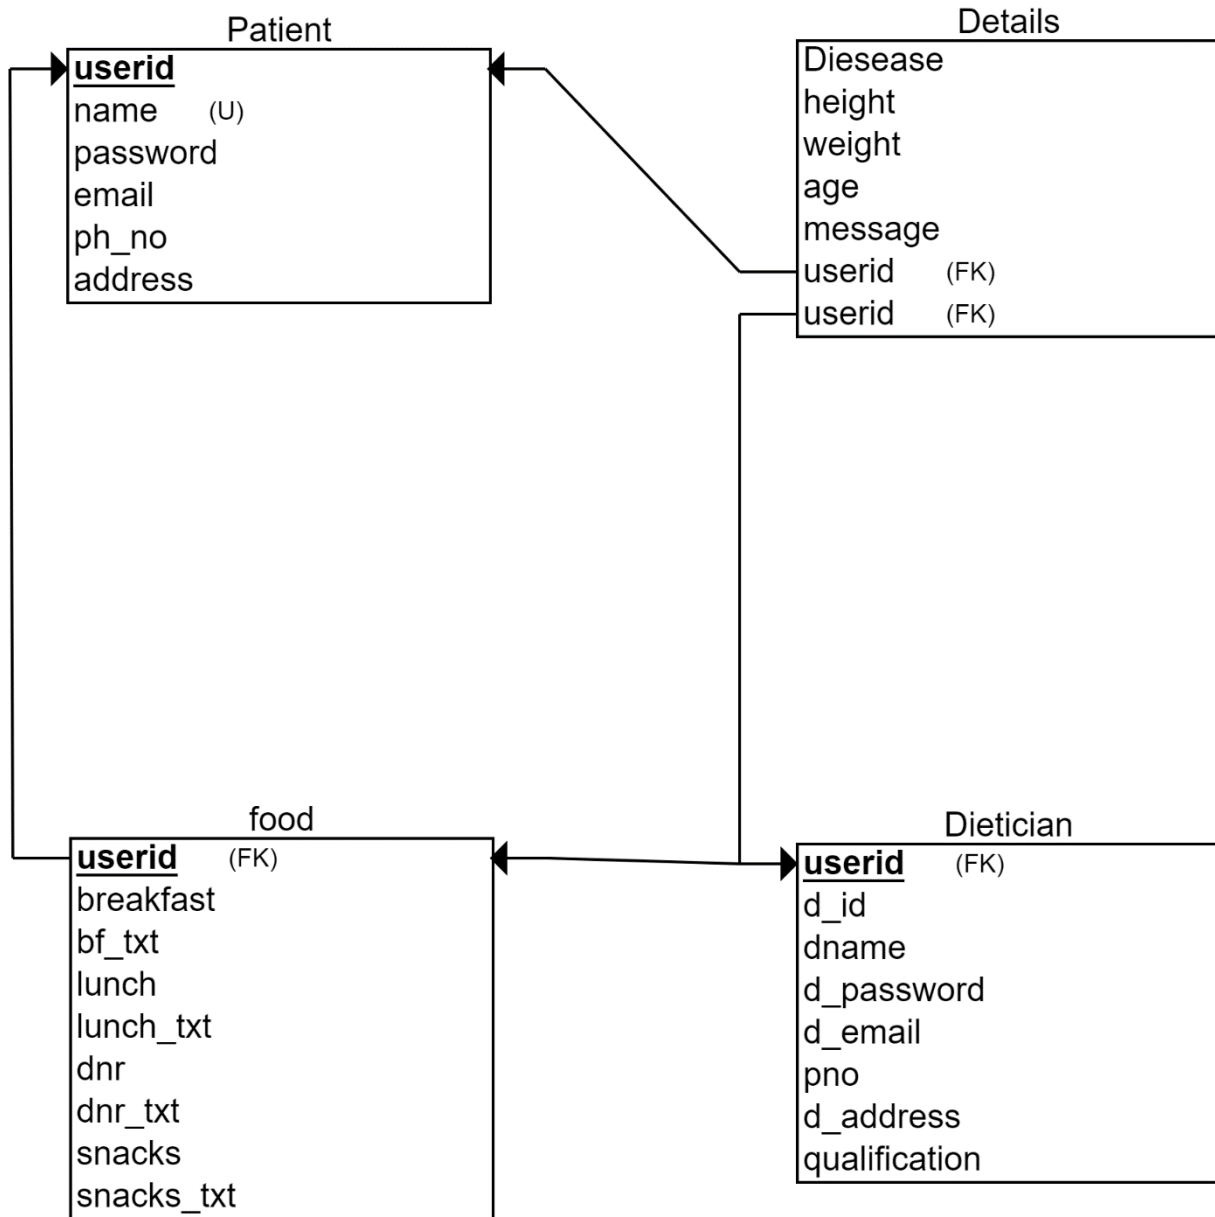 Patient
userid
name (U)
password
email
ph_no
address
Details
Diesease
height
weight
age
message
userid (FK)
userid (FK)
food
userid (FK)
breakfast
bf_txt
lunch
lunch_txt
dnr
dnr_txt
snacks
snacks_txt
Dietician
userid (FK)
d_id
dname
d_password
d_email
pno
d_address
qualification